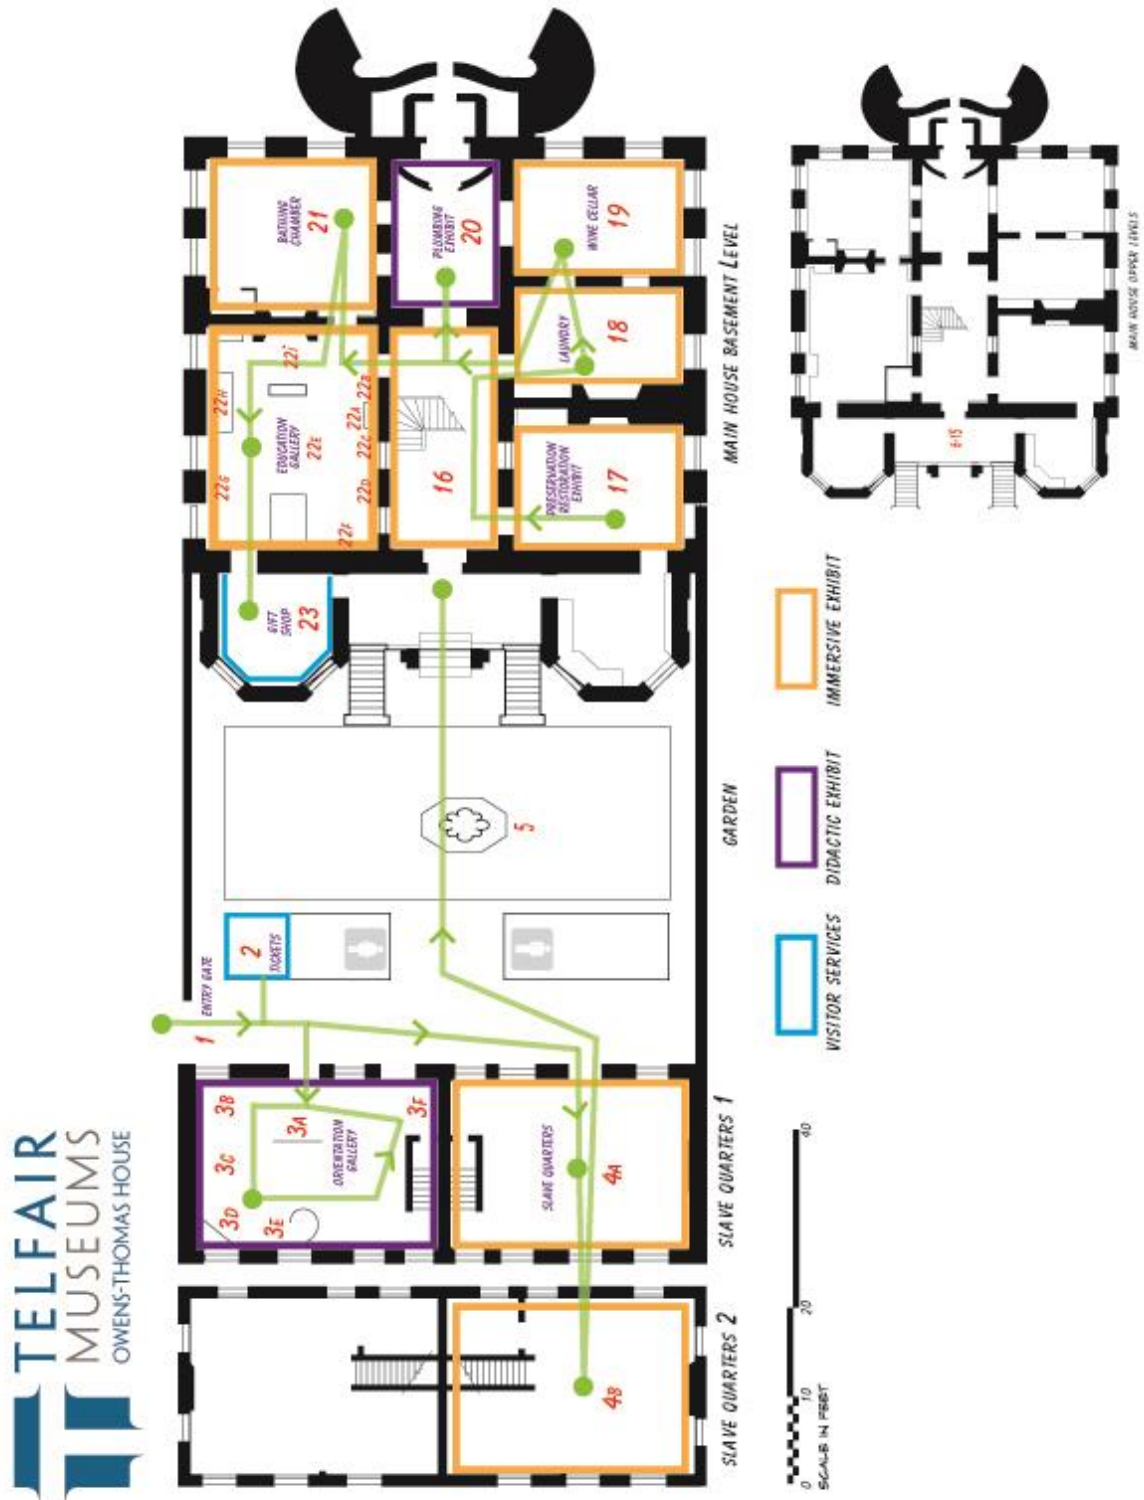 TELFAIR
MUSEUMS
OWENS-THOMAS HOUSE
SLAVE QUARTERS 2
4B
SLAVE QUARTERS 1
3A
3B
3C
3D
3E
3F
ORIENTATION
GALLERY
SLAVE QUARTERS
4A
1
ENTRY GATE
2
TICKETS
5
GARDEN
GIFT
SHOP
23
MAIN HOUSE BASEMENT LEVEL
16
PRESERVATION
RESTORATION
EXHIBIT
17
LAUNDRY
18
WINE CELLAR
19
PLUMBING
EXHIBIT
20
BATHING
CHAMBER
21
EDUCATION
GALLERY
22E
22A
22B
22C
22D
22F
22G
22H
22i
MAIN HOUSE UPPER LEVELS
6-15
VISITOR SERVICES
DIDACTIC EXHIBIT
IMMERSIVE EXHIBIT
0 10 20 40
SCALE IN FEET